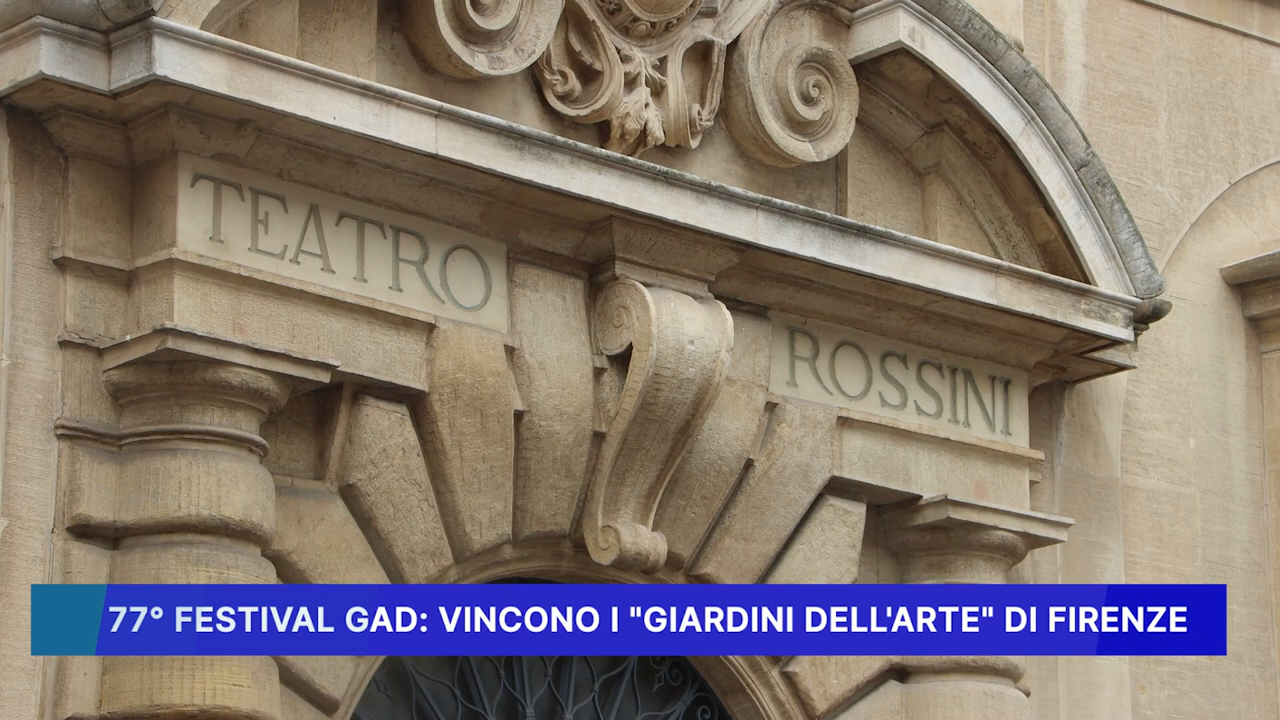 TEATRO
ROSSINI
77° FESTIVAL GAD: VINCONO I "GIARDINI DELL'ARTE" DI FIRENZE